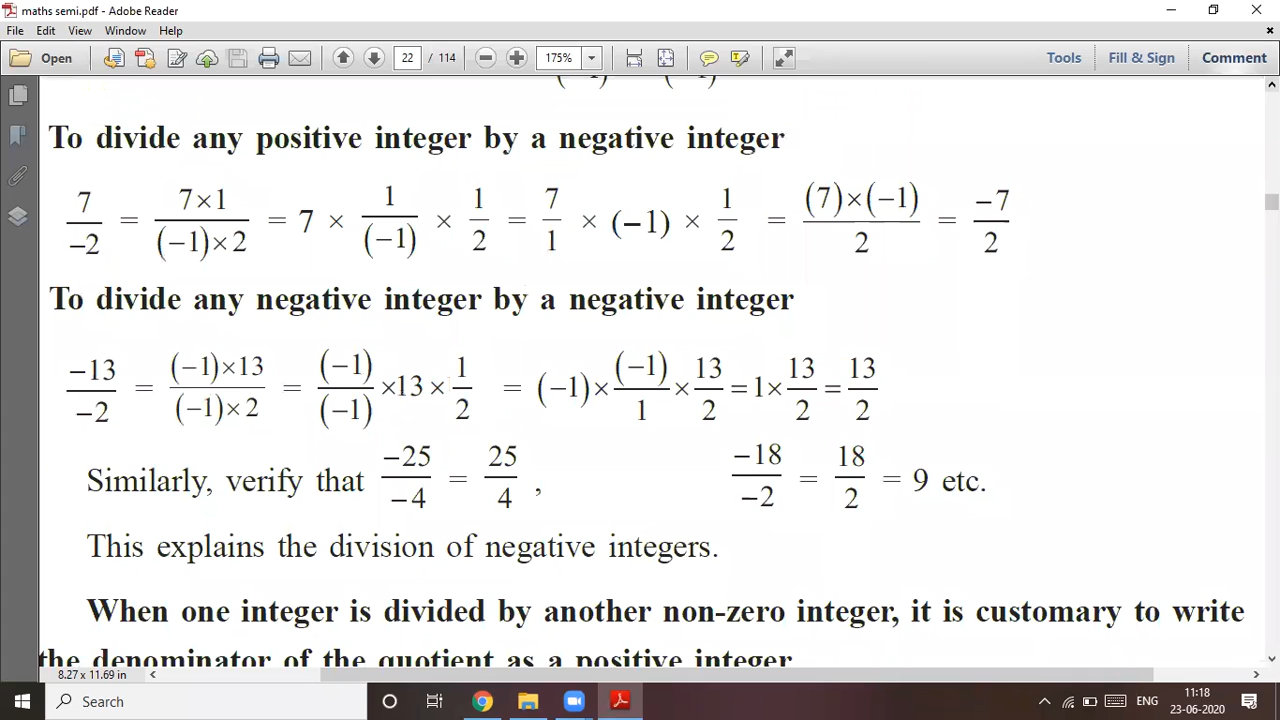 maths semi.pdf - Adobe Reader
File Edit View Window Help
Open 22 / 114 175% Tools Fill & Sign Comment
To divide any positive integer by a negative integer
7/-2 = 7×1/(-1)×2 = 7 × 1/(-1) × 1/2 = 7/1 × (-1) × 1/2 = (7)×(-1)/2 = -7/2
To divide any negative integer by a negative integer
-13/-2 = (-1)×13/(-1)×2 = (-1)/(-1) ×13× 1/2 = (-1)× (-1)/1 × 13/2 = 1× 13/2 = 13/2
Similarly, verify that -25/-4 = 25/4 , -18/-2 = 18/2 = 9 etc.
This explains the division of negative integers.
When one integer is divided by another non-zero integer, it is customary to write
the denominator of the quotient as a positive integer
8.27 x 11.69 in
Search
ENG
11:18
23-06-2020